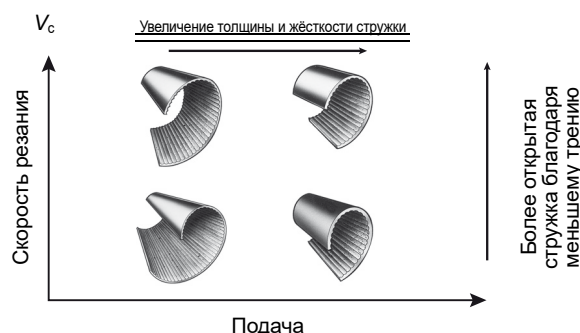 Vc
Увеличение толщины и жёсткости стружки
Скорость резания
Более открытая
стружка благодаря
меньшему трению
Подача